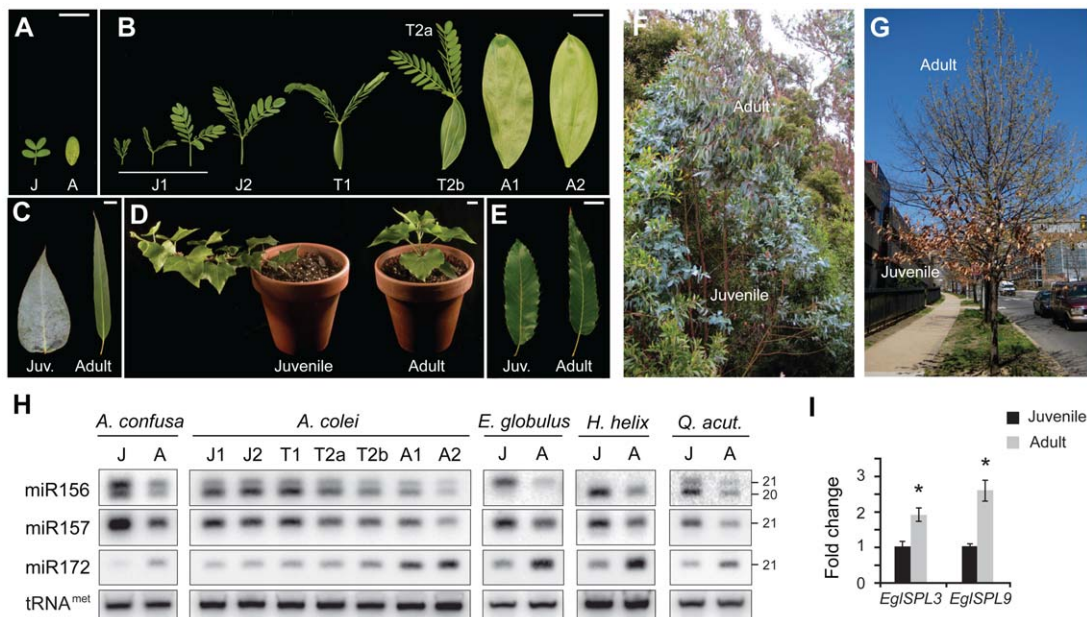 A
B
T2a
J
A
J1
J2
T1
T2b
A1
A2
C
Juv.
Adult
D
Juvenile
Adult
E
Juv.
Adult
F
Adult
Juvenile
G
Adult
Juvenile
H
A. confusa
A. colei
E. globulus
H. helix
Q. acut.
J A J1 J2 T1 T2a T2b A1 A2 J A J A J A
miR156
21
20
miR157
21
miR172
21
tRNAᵐᵉᵗ
I
Juvenile
Adult
Fold change
3
2
2
1
1
0
* *
EglSPL3 EglSPL9